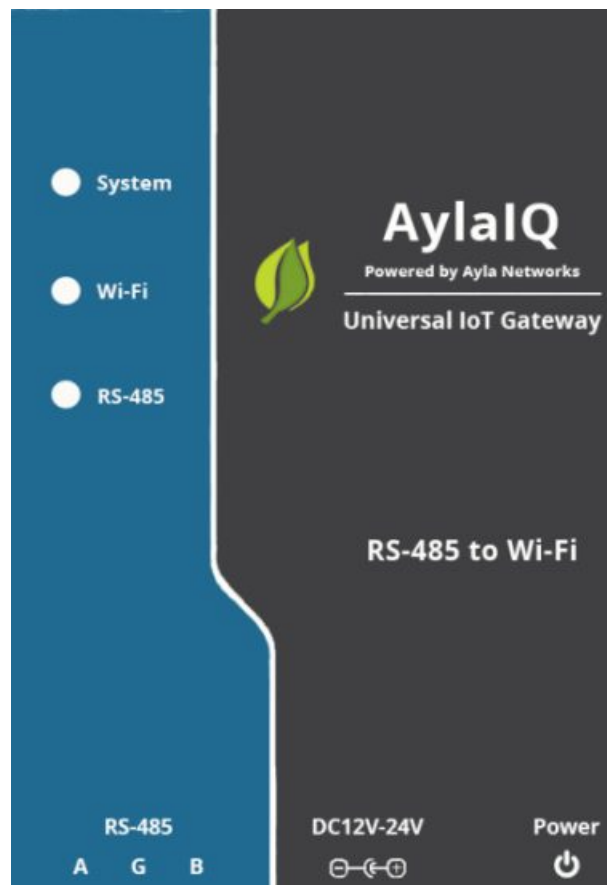 System
Wi-Fi
RS-485
AylaIQ
Powered by Ayla Networks
Universal IoT Gateway
RS-485 to Wi-Fi
RS-485
A G B
DC12V-24V
Power